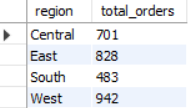 region total_orders
Central 701
East 828
South 483
West 942